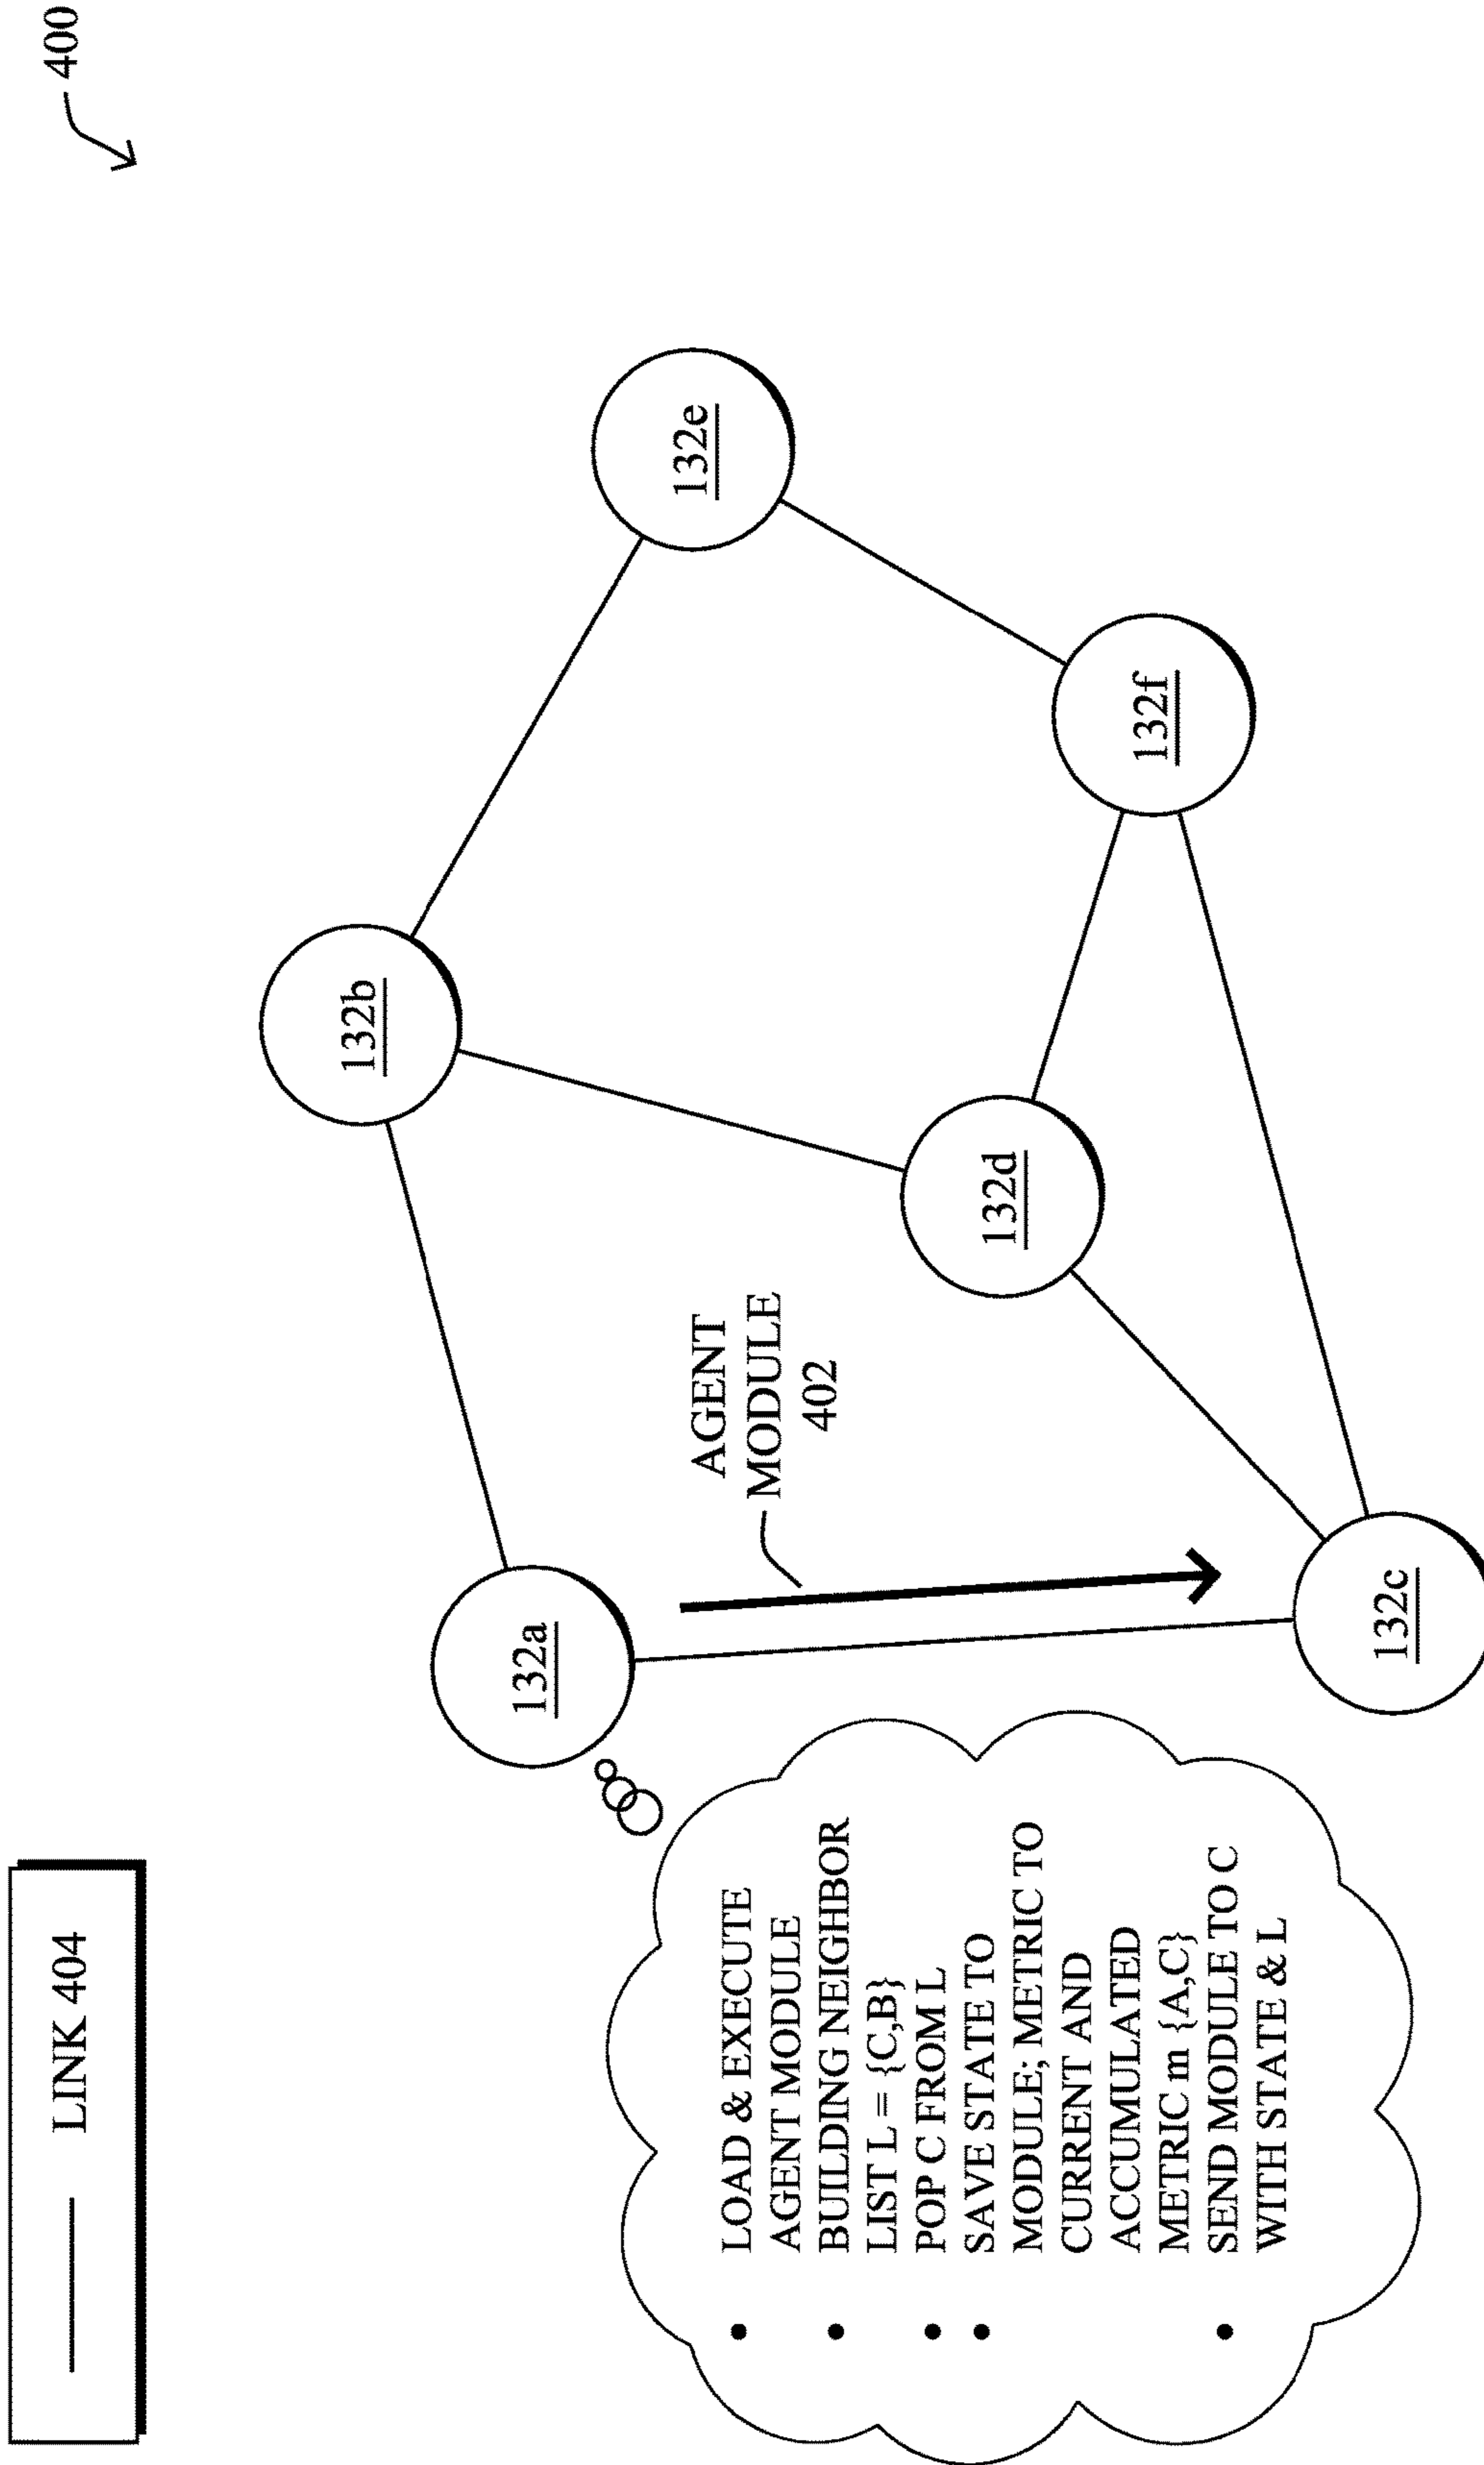 400
LINK 404
132b
132e
132a
AGENT
MODULE
402
132d
132f
132c
• LOAD & EXECUTE
AGENT MODULE
• BUILDING NEIGHBOR
LIST L = {C,B}
• POP C FROM L
• SAVE STATE TO
MODULE; METRIC TO
CURRENT AND
ACCUMULATED
METRIC m {A,C}
• SEND MODULE TO C
WITH STATE & L